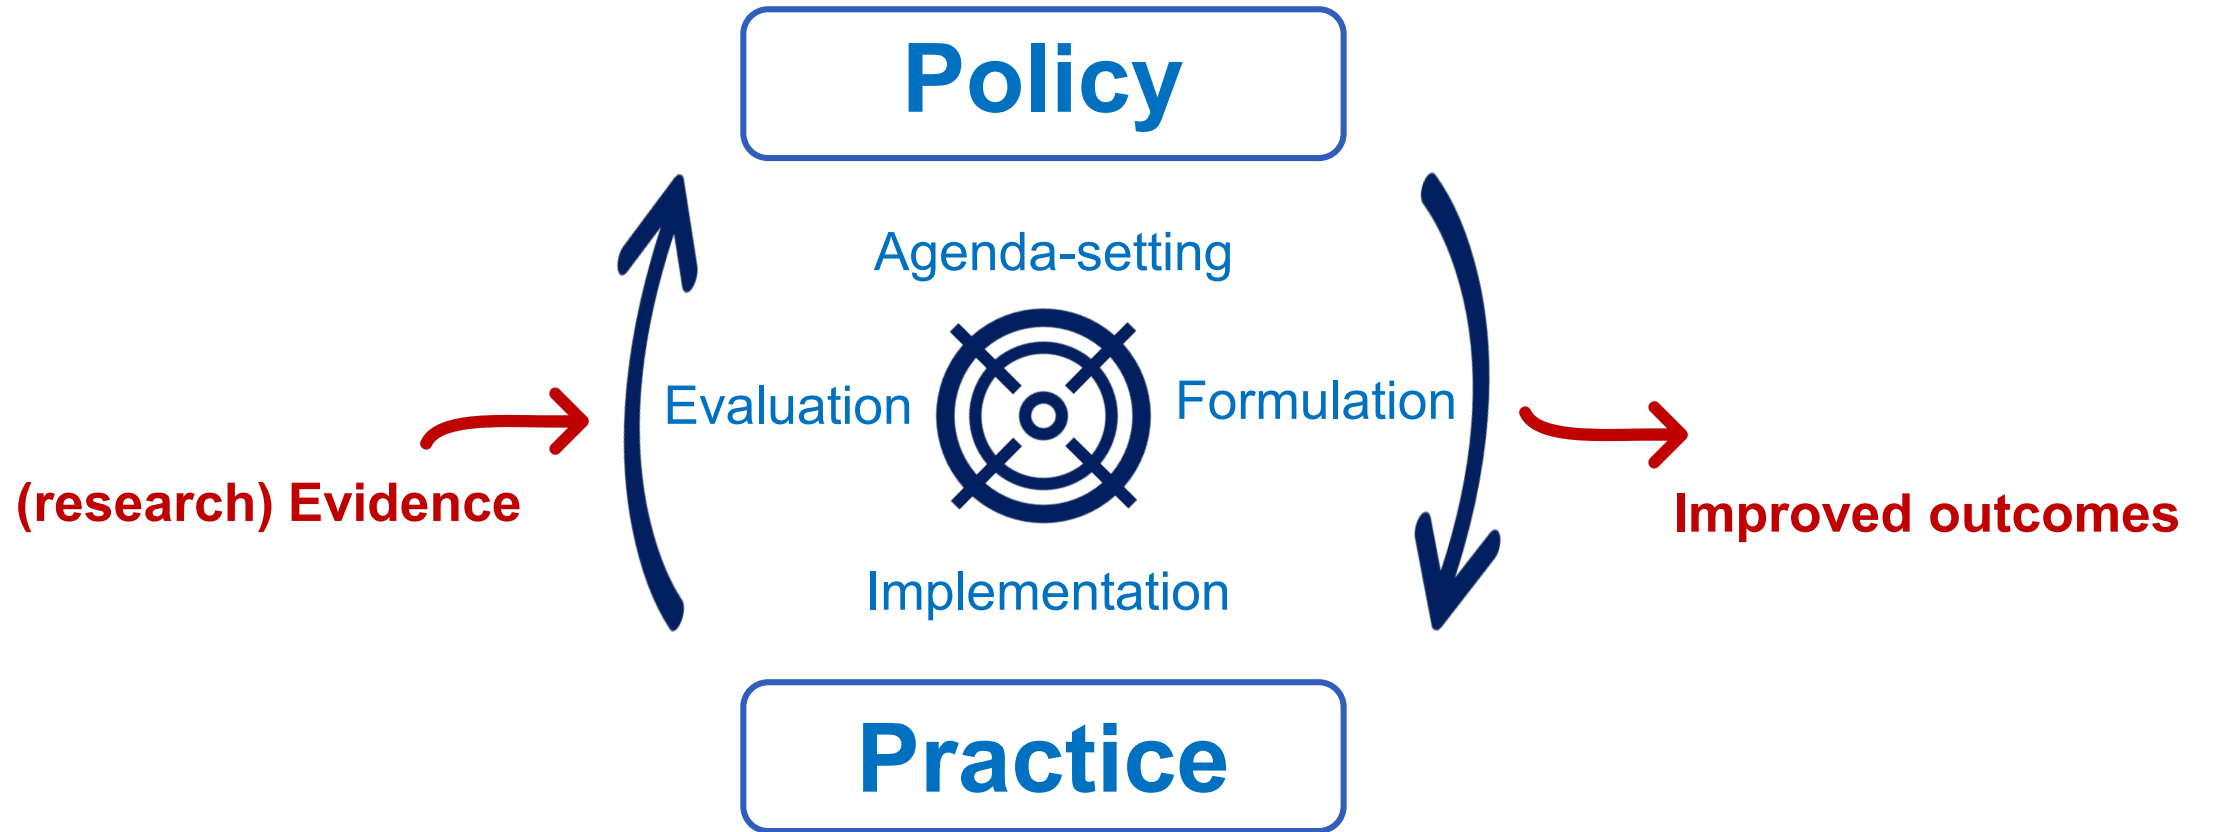 Policy
Agenda-setting
Evaluation
Formulation
(research) Evidence
Improved outcomes
Implementation
Practice